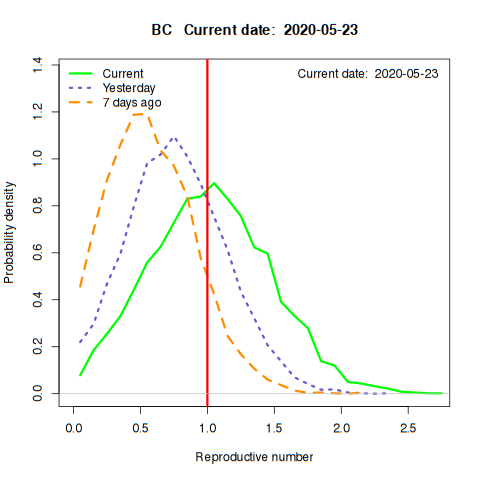 BC   Current date:  2020-05-23
Current date:  2020-05-23
Current
Yesterday
7 days ago
Probability density
1.4
1.2
1.0
0.8
0.6
0.4
0.2
0.0
0.0 0.5 1.0 1.5 2.0 2.5
Reproductive number